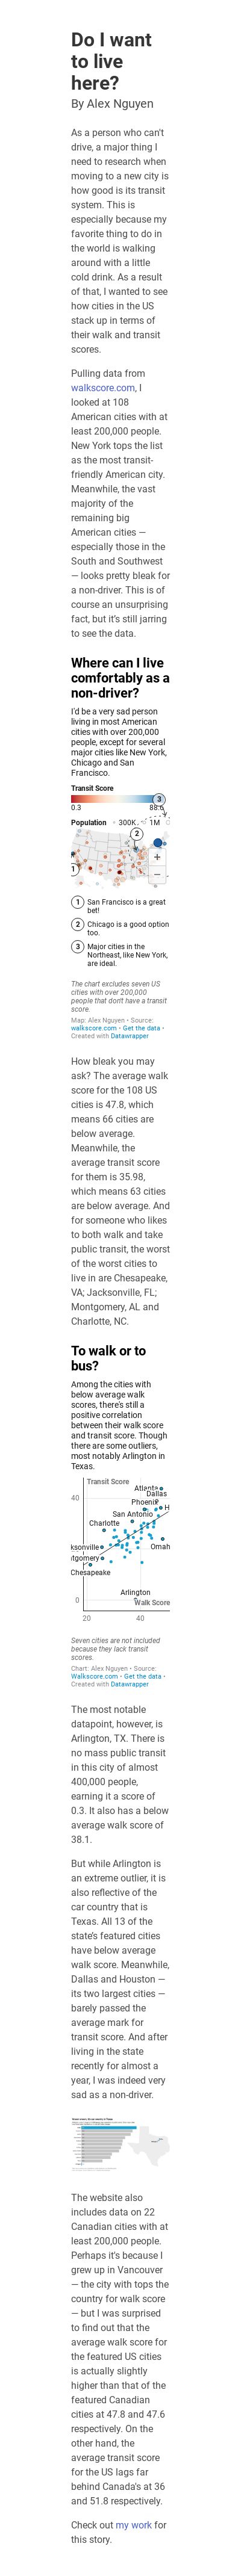 Do I want
to live
here?
By Alex Nguyen
As a person who can't
drive, a major thing I
need to research when
moving to a new city is
how good is its transit
system. This is
especially because my
favorite thing to do in
the world is walking
around with a little
cold drink. As a result
of that, I wanted to see
how cities in the US
stack up in terms of
their walk and transit
scores.
Pulling data from
walkscore.com, I
looked at 108
American cities with at
least 200,000 people.
New York tops the list
as the most transit-
friendly American city.
Meanwhile, the vast
majority of the
remaining big
American cities —
especially those in the
South and Southwest
— looks pretty bleak for
a non-driver. This is of
course an unsurprising
fact, but it's still jarring
to see the data.
Where can I live
comfortably as a
non-driver?
I'd be a very sad person
living in most American
cities with over 200,000
people, except for several
major cities like New York,
Chicago and San
Francisco.
Transit Score
3
0.3
Population 300K 1M
2
+
1
−
1 San Francisco is a great
bet!
2 Chicago is a good option
too.
3 Major cities in the
Northeast, like New York,
are ideal.
The chart excludes seven US
cities with over 200,000
people that don't have a transit
score.
Map: Alex Nguyen • Source:
walkscore.com • Get the data •
Created with Datawrapper
How bleak you may
ask? The average walk
score for the 108 US
cities is 47.8, which
means 66 cities are
below average.
Meanwhile, the
average transit score
for them is 35.98,
which means 63 cities
are below average. And
for someone who likes
to both walk and take
public transit, the worst
of the worst cities to
live in are Chesapeake,
VA; Jacksonville, FL;
Montgomery, AL and
Charlotte, NC.
To walk or to
bus?
Among the cities with
below average walk
scores, there's still a
positive correlation
between their walk score
and transit score. Though
there are some outliers,
most notably Arlington in
Texas.
Transit Score
Atlanta
Dallas
40
Phoenix
H
San Antonio
Charlotte
ksonville
Omah
tgomery
Chesapeake
Arlington
0
Walk Score
20 40
Seven cities are not included
because they lack transit
scores.
Chart: Alex Nguyen • Source:
Walkscore.com • Get the data •
Created with Datawrapper
The most notable
datapoint, however, is
Arlington, TX. There is
no mass public transit
in this city of almost
400,000 people,
earning it a score of
0.3. It also has a below
average walk score of
38.1.
But while Arlington is
an extreme outlier, it is
also reflective of the
car country that is
Texas. All 13 of the
state's featured cities
have below average
walk score. Meanwhile,
Dallas and Houston —
its two largest cities —
barely passed the
average mark for
transit score. And after
living in the state
recently for almost a
year, I was indeed very
sad as a non-driver.
The website also
includes data on 22
Canadian cities with at
least 200,000 people.
Perhaps it's because I
grew up in Vancouver
— the city with tops the
country for walk score
— but I was surprised
to find out that the
average walk score for
the featured US cities
is actually slightly
higher than that of the
featured Canadian
cities at 47.8 and 47.6
respectively. On the
other hand, the
average transit score
for the US lags far
behind Canada's at 36
and 51.8 respectively.
Check out my work for
this story.